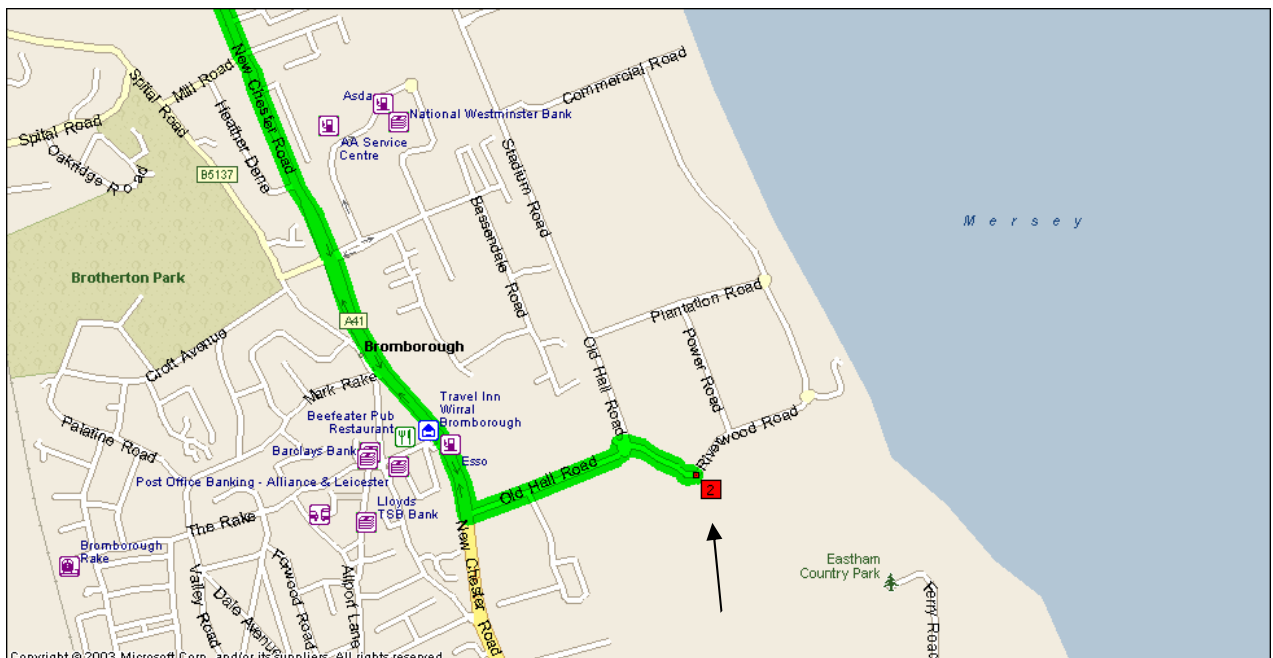 New Chester Road
Mill Road
Spital Road
Spital Road
Oakridge Road
Heather Dene
B5137
Asda
National Westminster Bank
AA Service
Centre
Commercial Road
Stadium Road
Bassendale Road
Mersey
Brotherton Park
Croft Avenue
A41
Bromborough
Plantation Road
Power Road
Old Hall Road
Mark Rake
Travel Inn
Wirral
Bromborough
Beefeater Pub
Restaurant
Palatine Road
Barclays Bank
Esso
Riverwood Road
Old Hall Road
2
Post Office Banking - Alliance & Leicester
Lloyds
TSB Bank
The Rake
Bromborough
Rake
Valley Road
Dale Avenue
Forwood Road
Allport Lane
New Chester Road
Eastham
Country Park
Kerry Road
Copyright © 2003 Microsoft Corp. and/or its suppliers. All rights reserved.